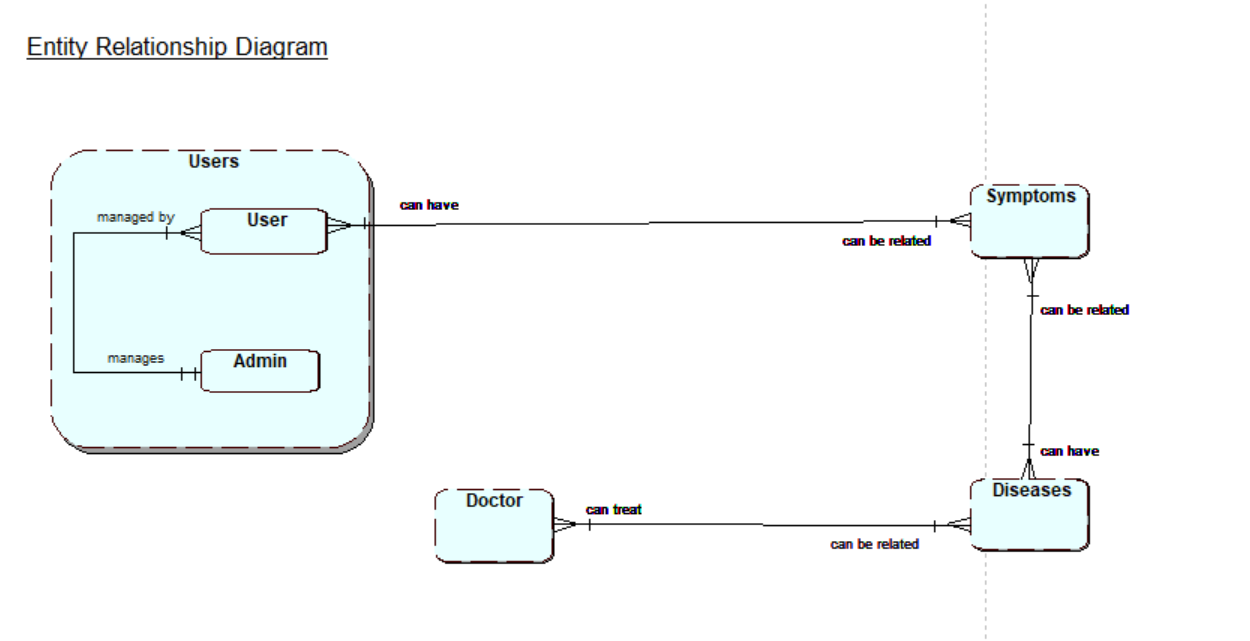 Entity Relationship Diagram
Users
managed by
User
can have
Symptoms
can be related
can be related
manages
Admin
can have
Doctor
can treat
Diseases
can be related